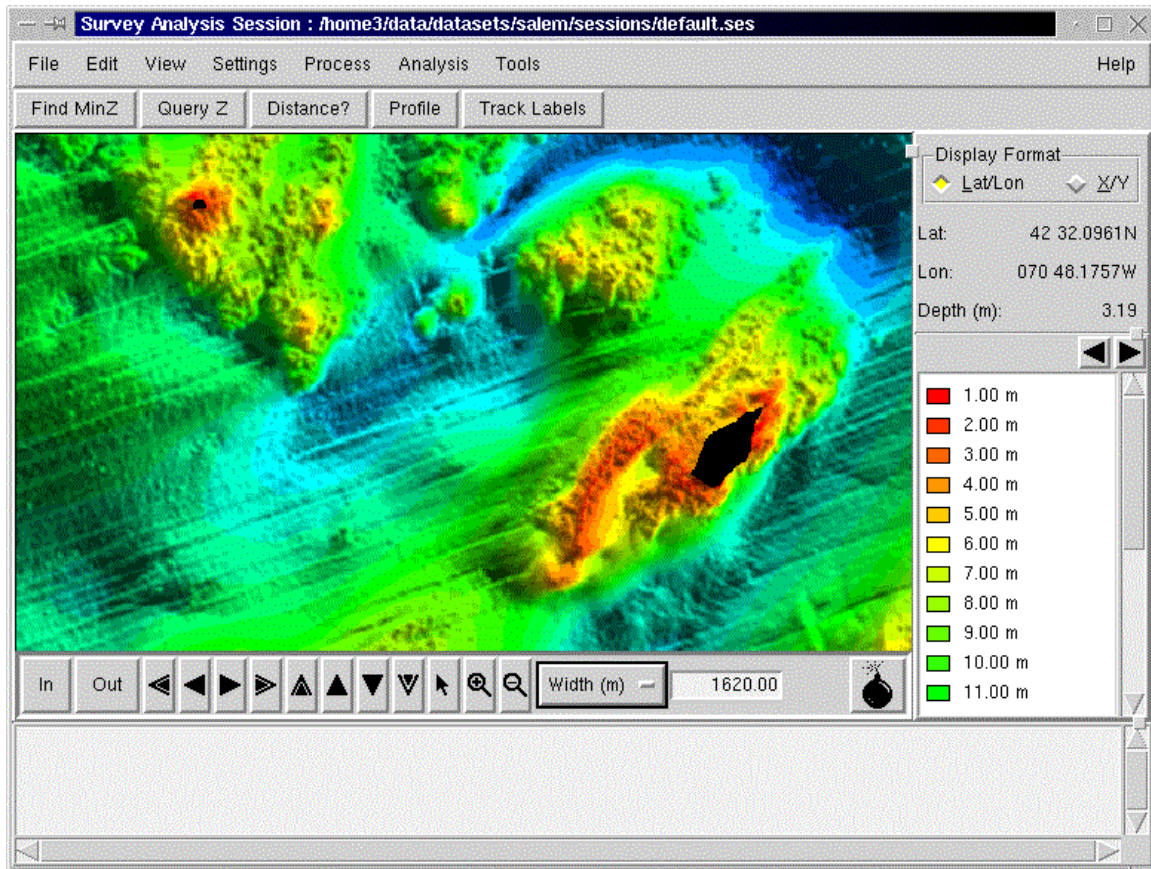 Survey Analysis Session : /home3/data/datasets/salem/sessions/default.ses
File Edit View Settings Process Analysis Tools Help
Find MinZ Query Z Distance? Profile Track Labels
Display Format
Lat/Lon X/Y
Lat: 42 32.0961N
Lon: 070 48.1757W
Depth (m): 3.19
1.00 m
2.00 m
3.00 m
4.00 m
5.00 m
6.00 m
7.00 m
8.00 m
9.00 m
10.00 m
11.00 m
In Out Width (m) 1620.00